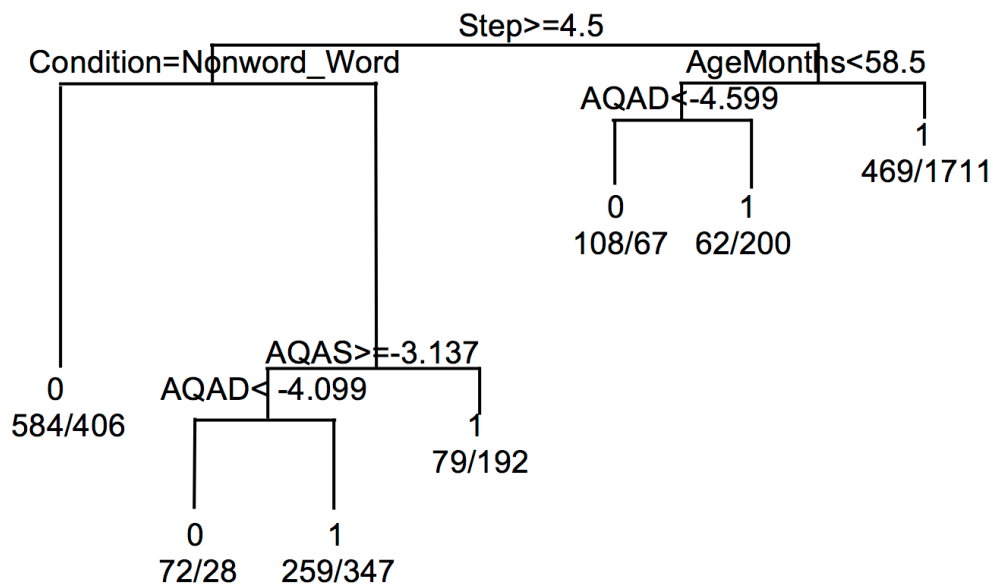 Step>=4.5
Condition=Nonword_Word
AgeMonths<58.5
AQAD<-4.599
1
469/1711
0
108/67
1
62/200
AQAS>=-3.137
0
584/406
AQAD< -4.099
1
79/192
0
72/28
1
259/347